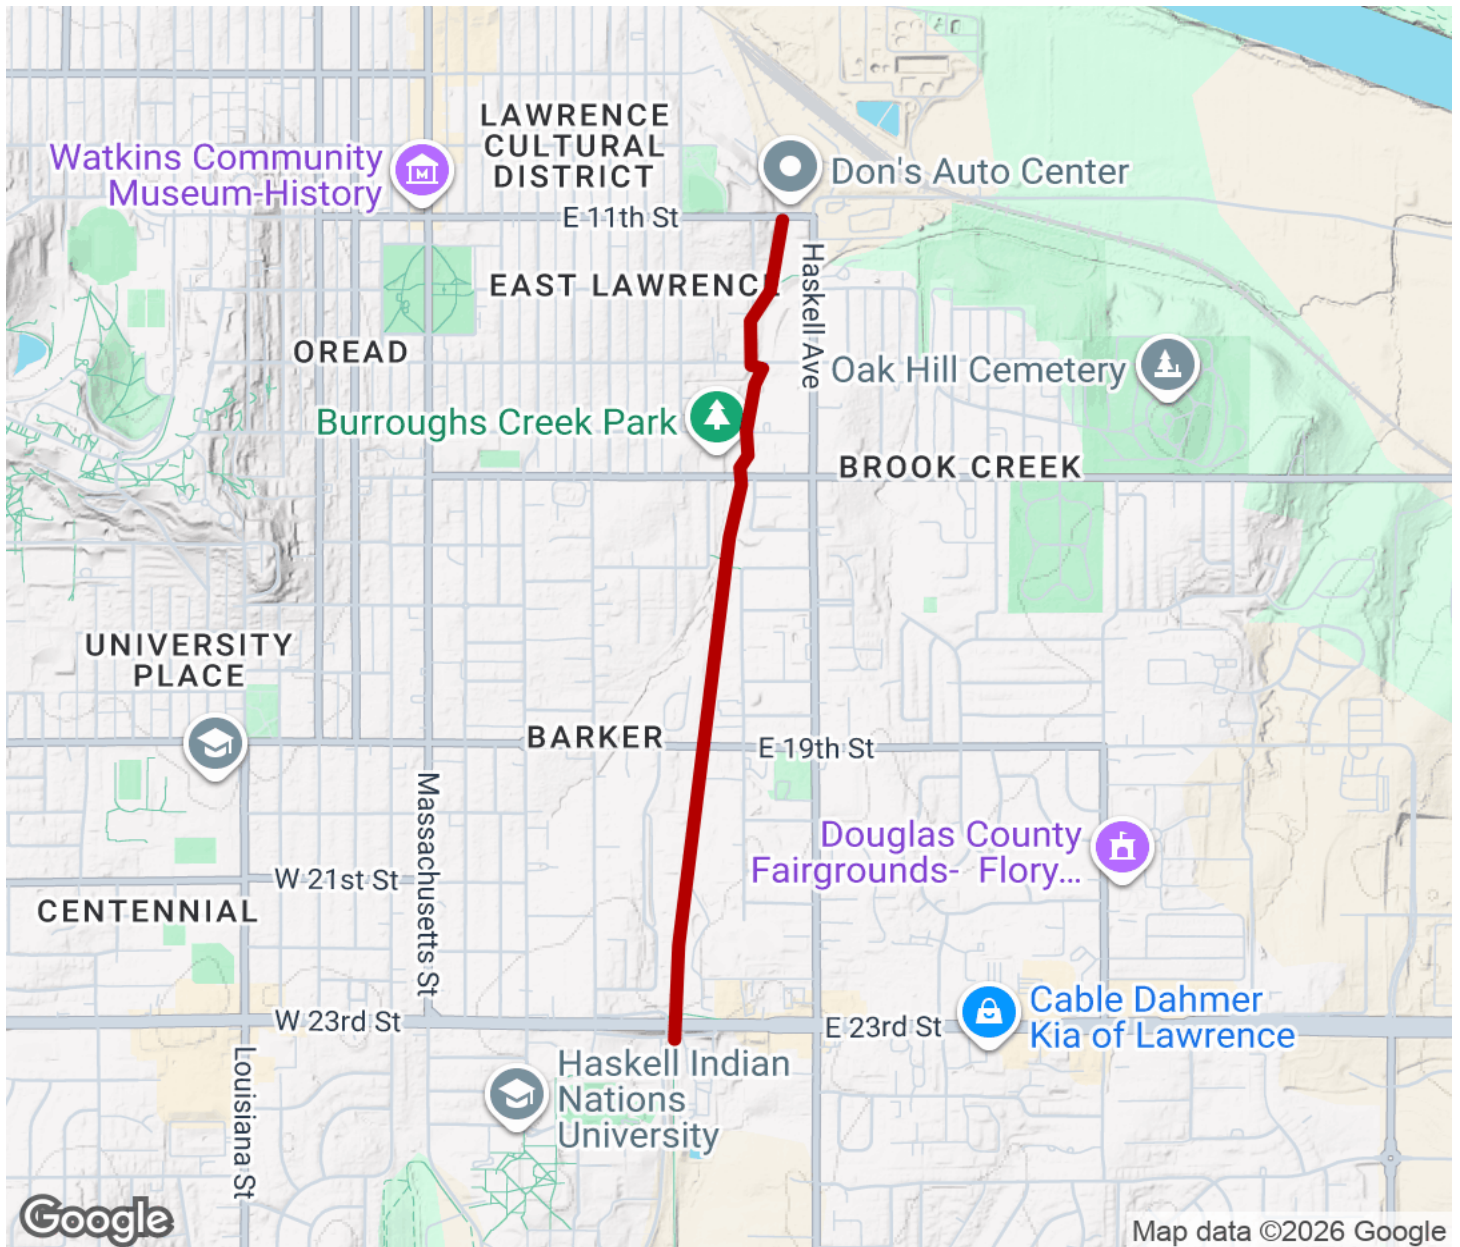 LAWRENCE
CULTURAL
DISTRICT
Watkins Community
Museum-History
Don's Auto Center
E 11th St
Haskell Ave
EAST LAWRENCE
OREAD
Oak Hill Cemetery
Burroughs Creek Park
BROOK CREEK
UNIVERSITY
PLACE
BARKER
E 19th St
Massachusetts St
Douglas County
Fairgrounds- Flory...
W 21st St
CENTENNIAL
Cable Dahmer
Kia of Lawrence
W 23rd St
E 23rd St
Louisiana St
Haskell Indian
Nations
University
Google
Map data ©2026 Google